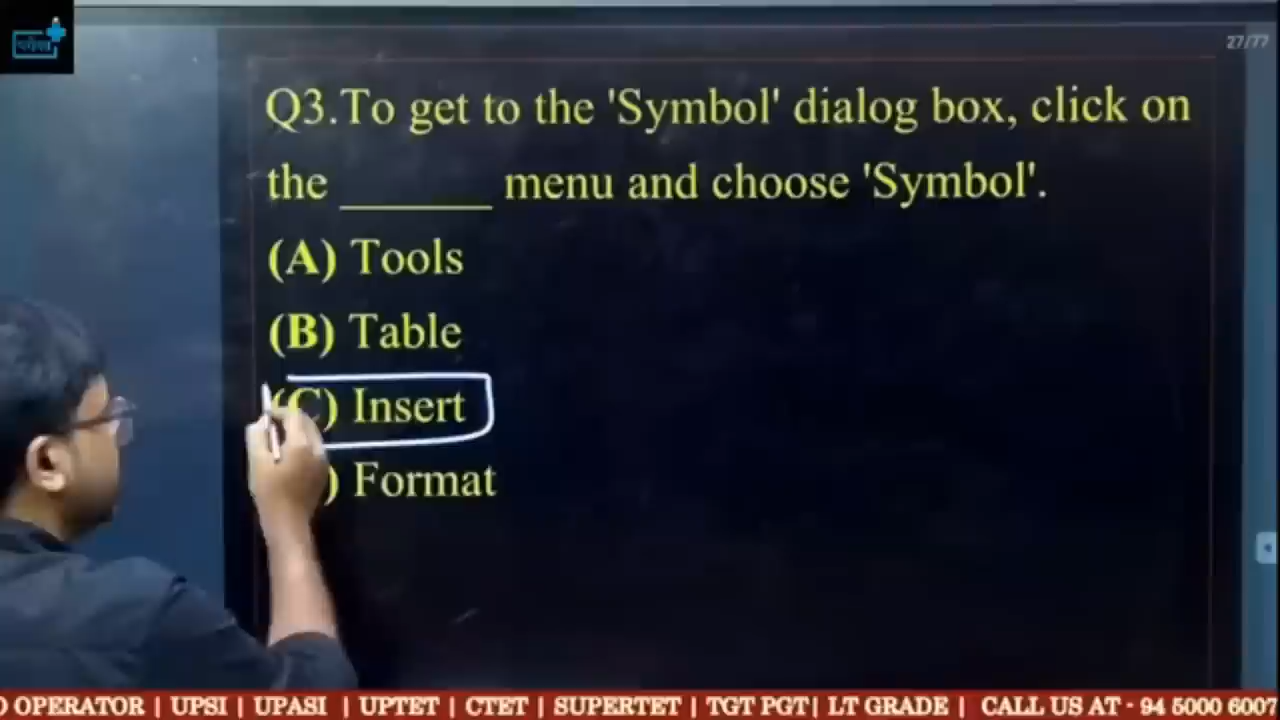 27/77
Q3.To get to the 'Symbol' dialog box, click on
the ______ menu and choose 'Symbol'.
(A) Tools
(B) Table
(C) Insert
) Format
OPERATOR | UPSI | UPASI | UPTET | CTET | SUPERTET | TGT PGT| LT GRADE | CALL US AT - 94 5000 6007